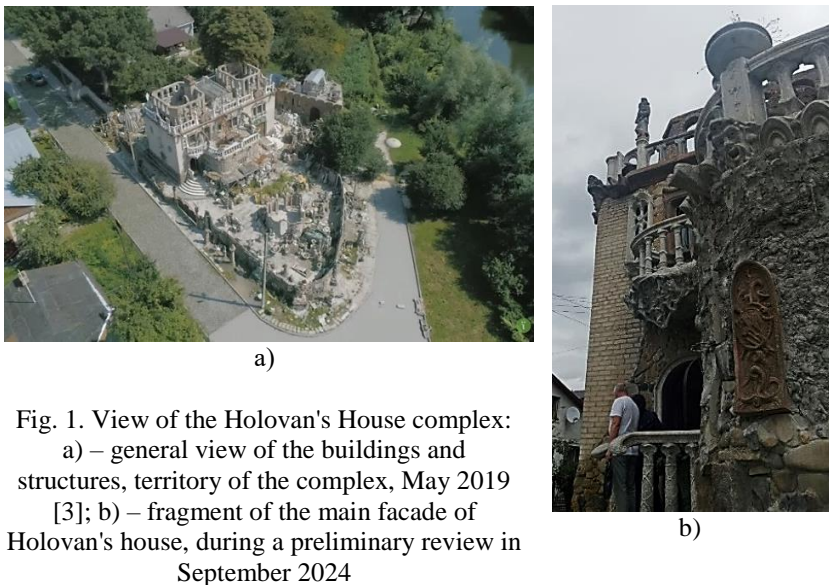 a)
Fig. 1. View of the Holovan's House complex:
a) – general view of the buildings and
structures, territory of the complex, May 2019
[3]; b) – fragment of the main facade of
Holovan's house, during a preliminary review in
September 2024
b)